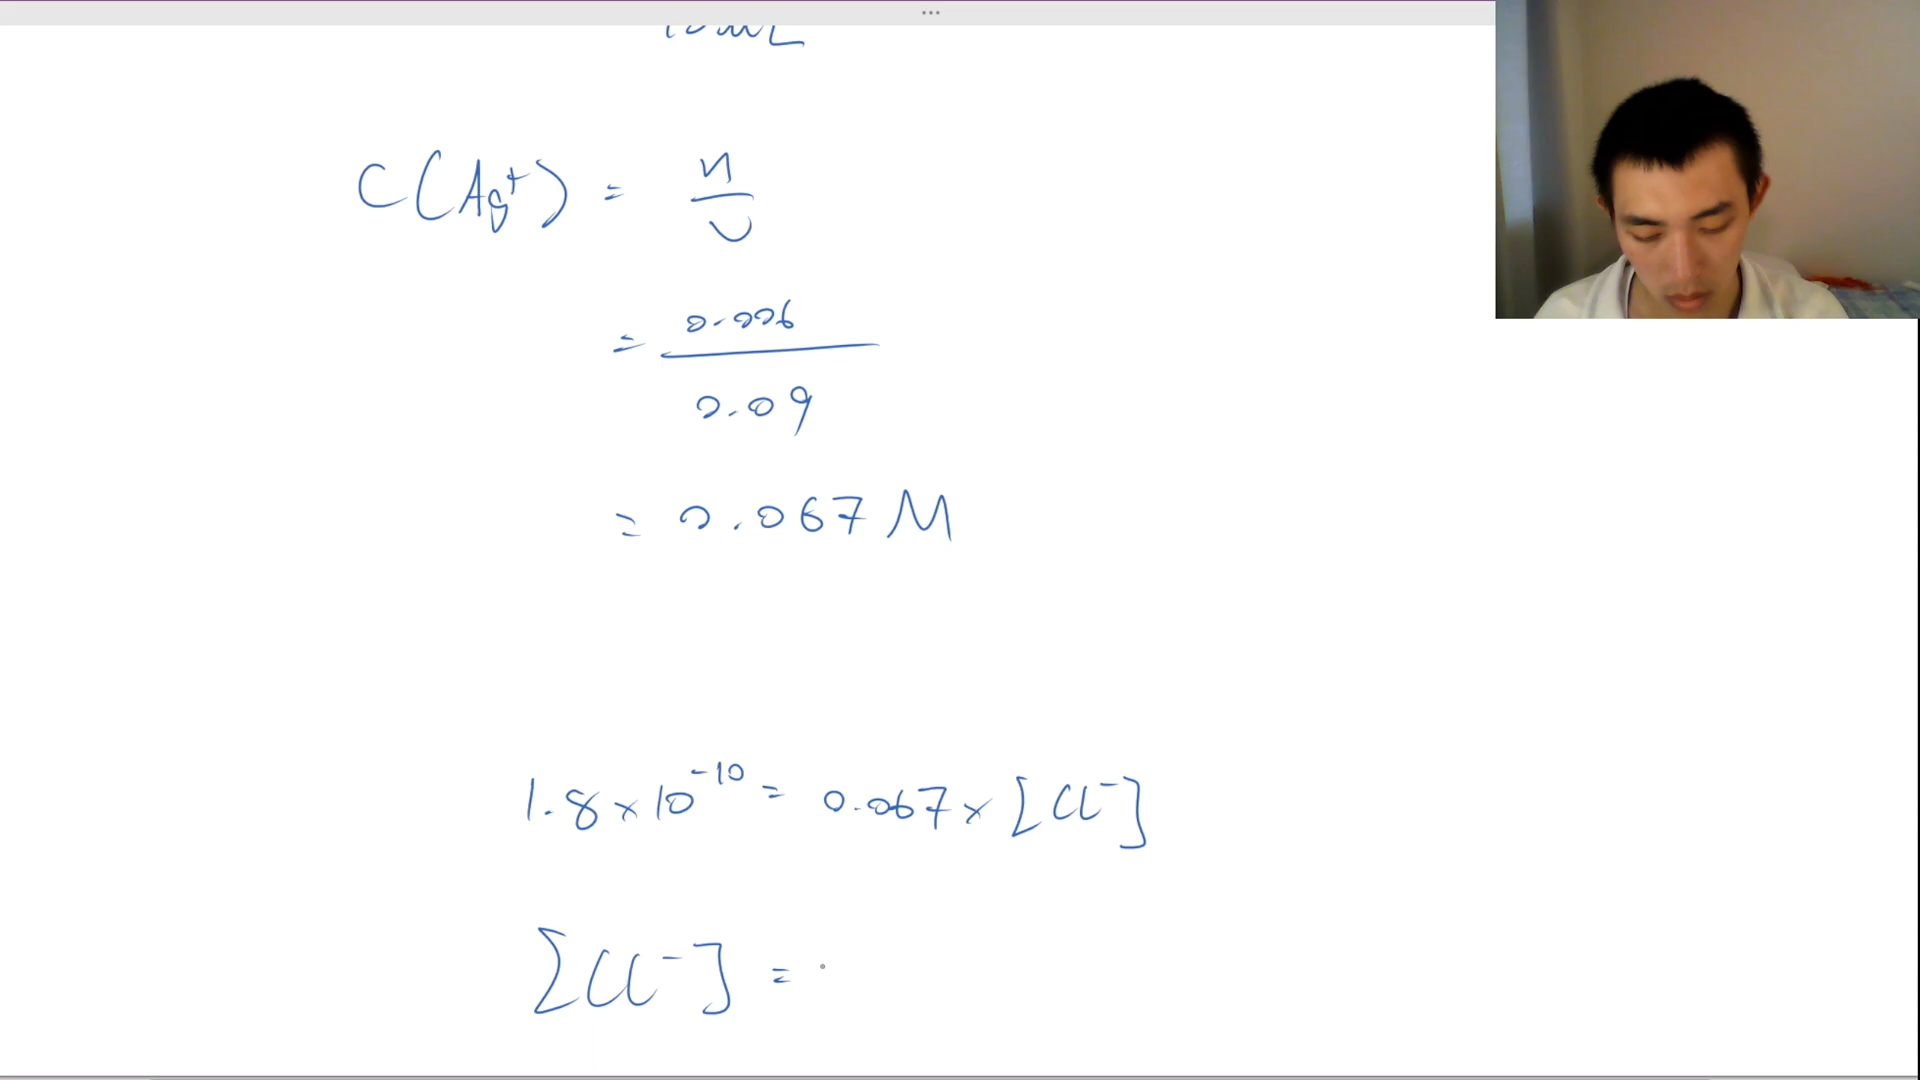 C(Ag⁺) = n/v
= 0.006/0.09
= 0.067 M
1.8 × 10⁻¹⁰ = 0.067 × [Cl⁻]
[Cl⁻] =